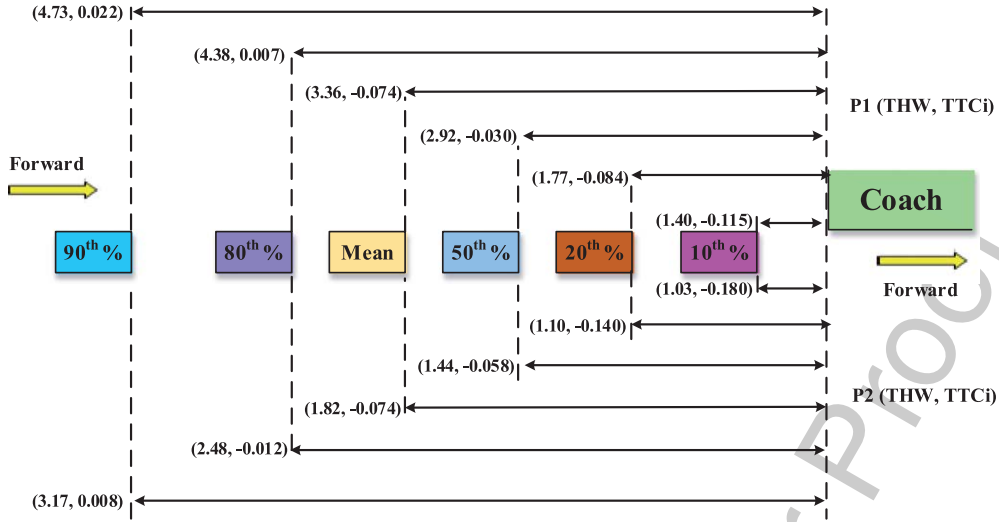 (4.73, 0.022)
(4.38, 0.007)
(3.36, -0.074)
P1 (THW, TTCi)
(2.92, -0.030)
Forward
(1.77, -0.084)
Coach
(1.40, -0.115)
90th %
80th %
Mean
50th %
20th %
10th %
(1.03, -0.180)
Forward
(1.10, -0.140)
(1.44, -0.058)
P2 (THW, TTCi)
(1.82, -0.074)
(2.48, -0.012)
(3.17, 0.008)